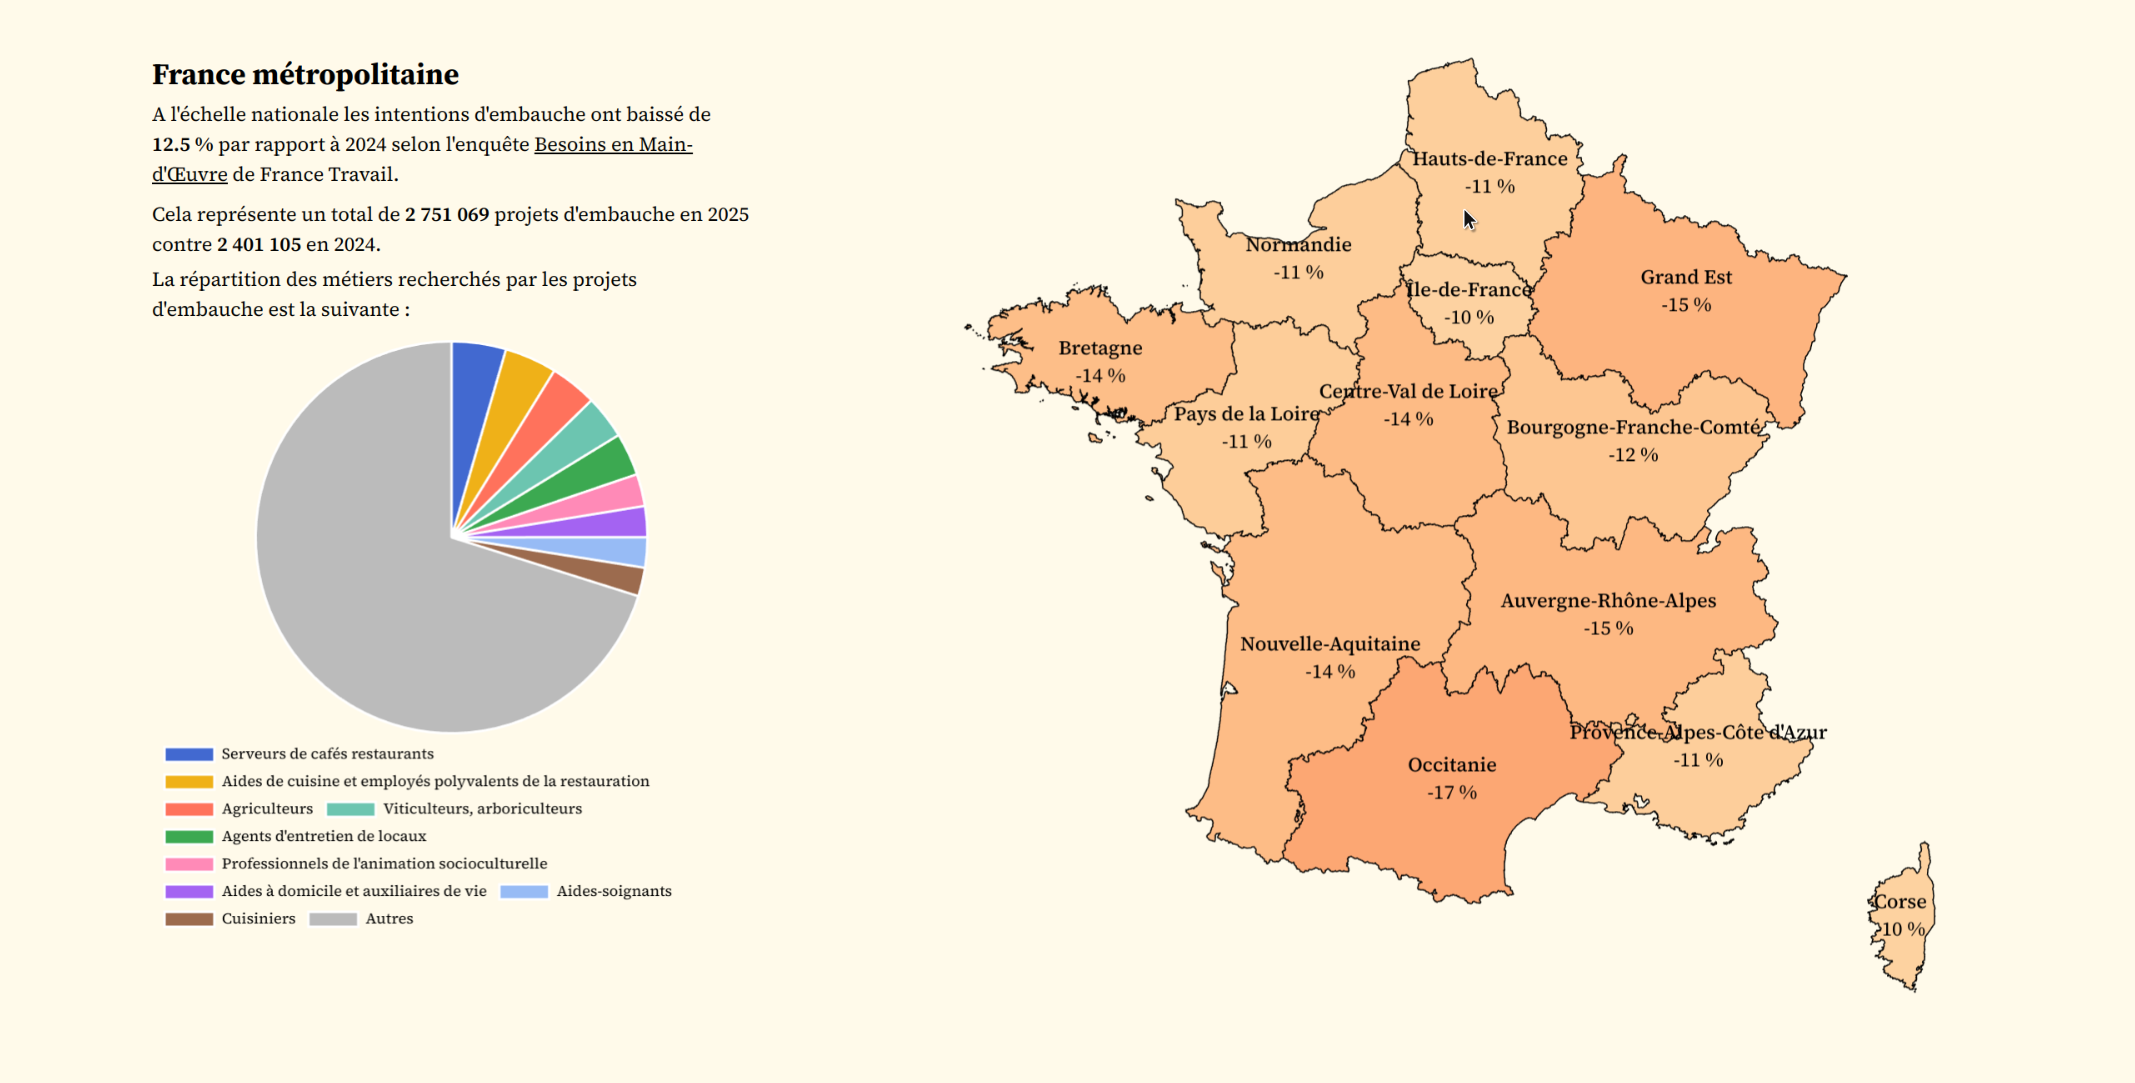 France métropolitaine
A l'échelle nationale les intentions d'embauche ont baissé de
12.5 % par rapport à 2024 selon l'enquête Besoins en Main-
d'Œuvre de France Travail.
Cela représente un total de 2 751 069 projets d'embauche en 2025
contre 2 401 105 en 2024.
La répartition des métiers recherchés par les projets
d'embauche est la suivante :
Serveurs de cafés restaurants
Aides de cuisine et employés polyvalents de la restauration
Agriculteurs
Viticulteurs, arboriculteurs
Agents d'entretien de locaux
Professionnels de l'animation socioculturelle
Aides à domicile et auxiliaires de vie
Aides-soignants
Cuisiniers
Autres
Hauts-de-France
-11 %
Normandie
-11 %
Île-de-France
-10 %
Grand Est
-15 %
Bretagne
-14 %
Centre-Val de Loire
-14 %
Pays de la Loire
-11 %
Bourgogne-Franche-Comté
-12 %
Auvergne-Rhône-Alpes
-15 %
Nouvelle-Aquitaine
-14 %
Provence-Alpes-Côte d'Azur
-11 %
Occitanie
-17 %
Corse
-10 %